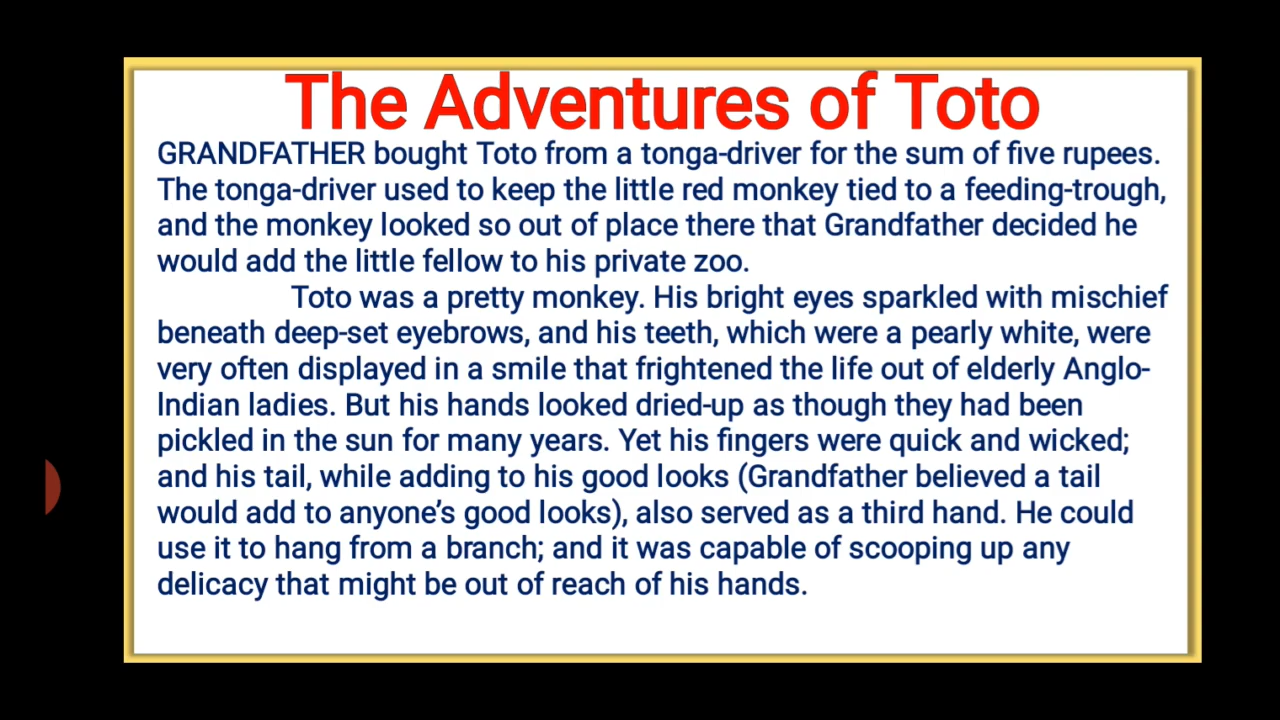 The Adventures of Toto
GRANDFATHER bought Toto from a tonga-driver for the sum of five rupees.
The tonga-driver used to keep the little red monkey tied to a feeding-trough,
and the monkey looked so out of place there that Grandfather decided he
would add the little fellow to his private zoo.
Toto was a pretty monkey. His bright eyes sparkled with mischief
beneath deep-set eyebrows, and his teeth, which were a pearly white, were
very often displayed in a smile that frightened the life out of elderly Anglo-
Indian ladies. But his hands looked dried-up as though they had been
pickled in the sun for many years. Yet his fingers were quick and wicked;
and his tail, while adding to his good looks (Grandfather believed a tail
would add to anyone’s good looks), also served as a third hand. He could
use it to hang from a branch; and it was capable of scooping up any
delicacy that might be out of reach of his hands.